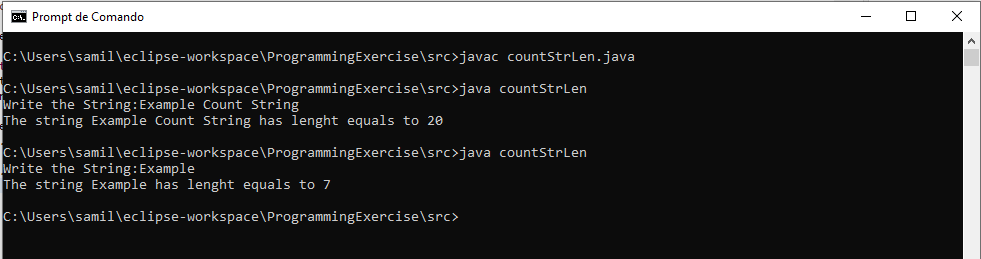 Prompt de Comando
C:\Users\samil\eclipse-workspace\ProgrammingExercise\src>javac countStrLen.java
C:\Users\samil\eclipse-workspace\ProgrammingExercise\src>java countStrLen
Write the String:Example Count String
The string Example Count String has lenght equals to 20
C:\Users\samil\eclipse-workspace\ProgrammingExercise\src>java countStrLen
Write the String:Example
The string Example has lenght equals to 7
C:\Users\samil\eclipse-workspace\ProgrammingExercise\src>